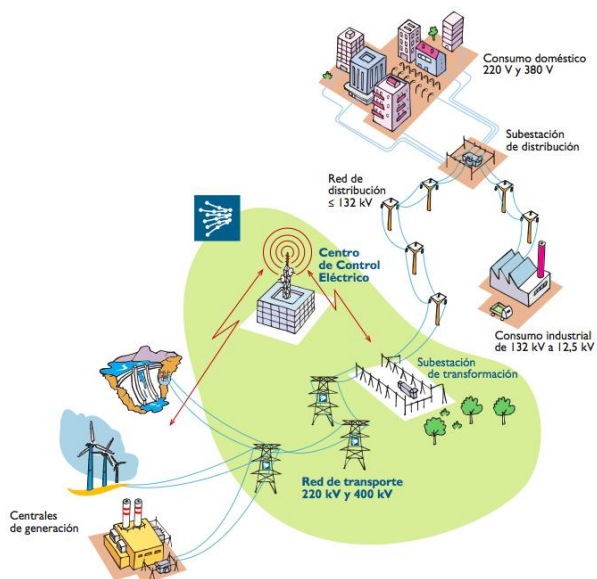 Consumo doméstico
220 V y 380 V
Subestación
de distribución
Red de
distribución
≤ 132 kV
Centro
de Control
Eléctrico
Consumo industrial
de 132 kV a 12,5 kV
Subestación
de transformación
Red de transporte
220 kV y 400 kV
Centrales
de generación